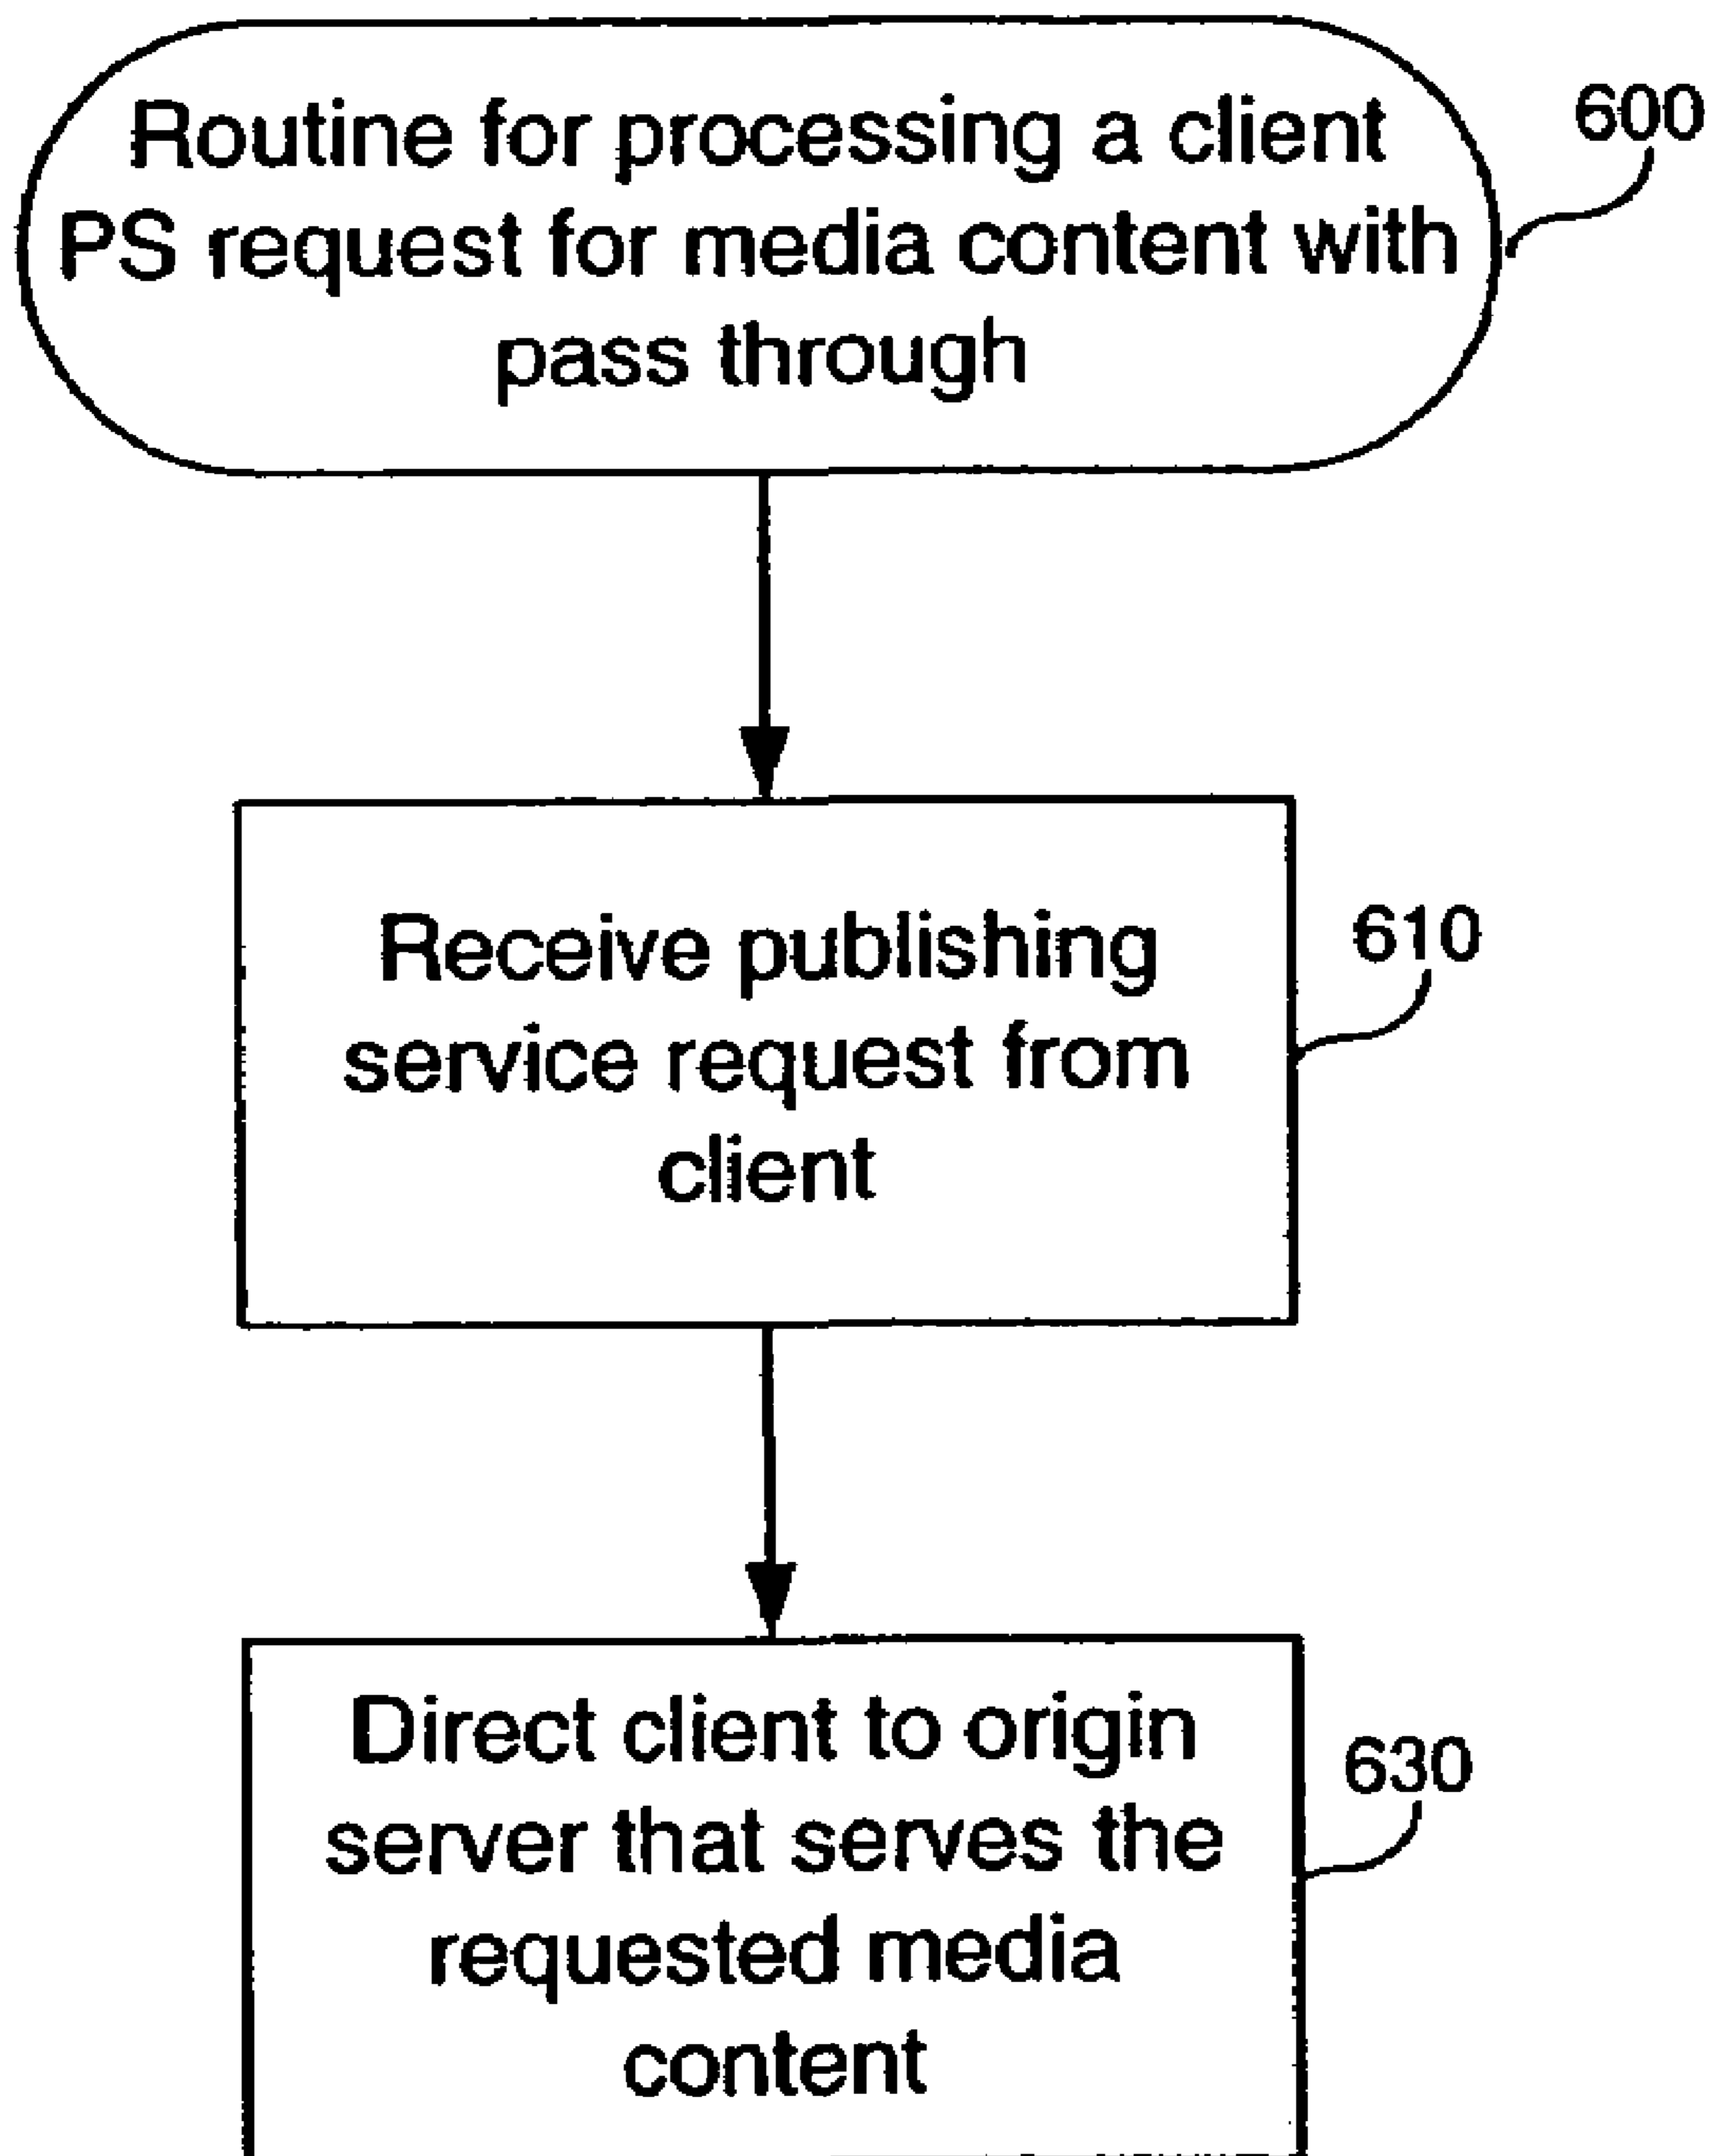 Routine for processing a client
PS request for media content with
pass through
600
Receive publishing
service request from
client
610
Direct client to origin
server that serves the
requested media
content
630